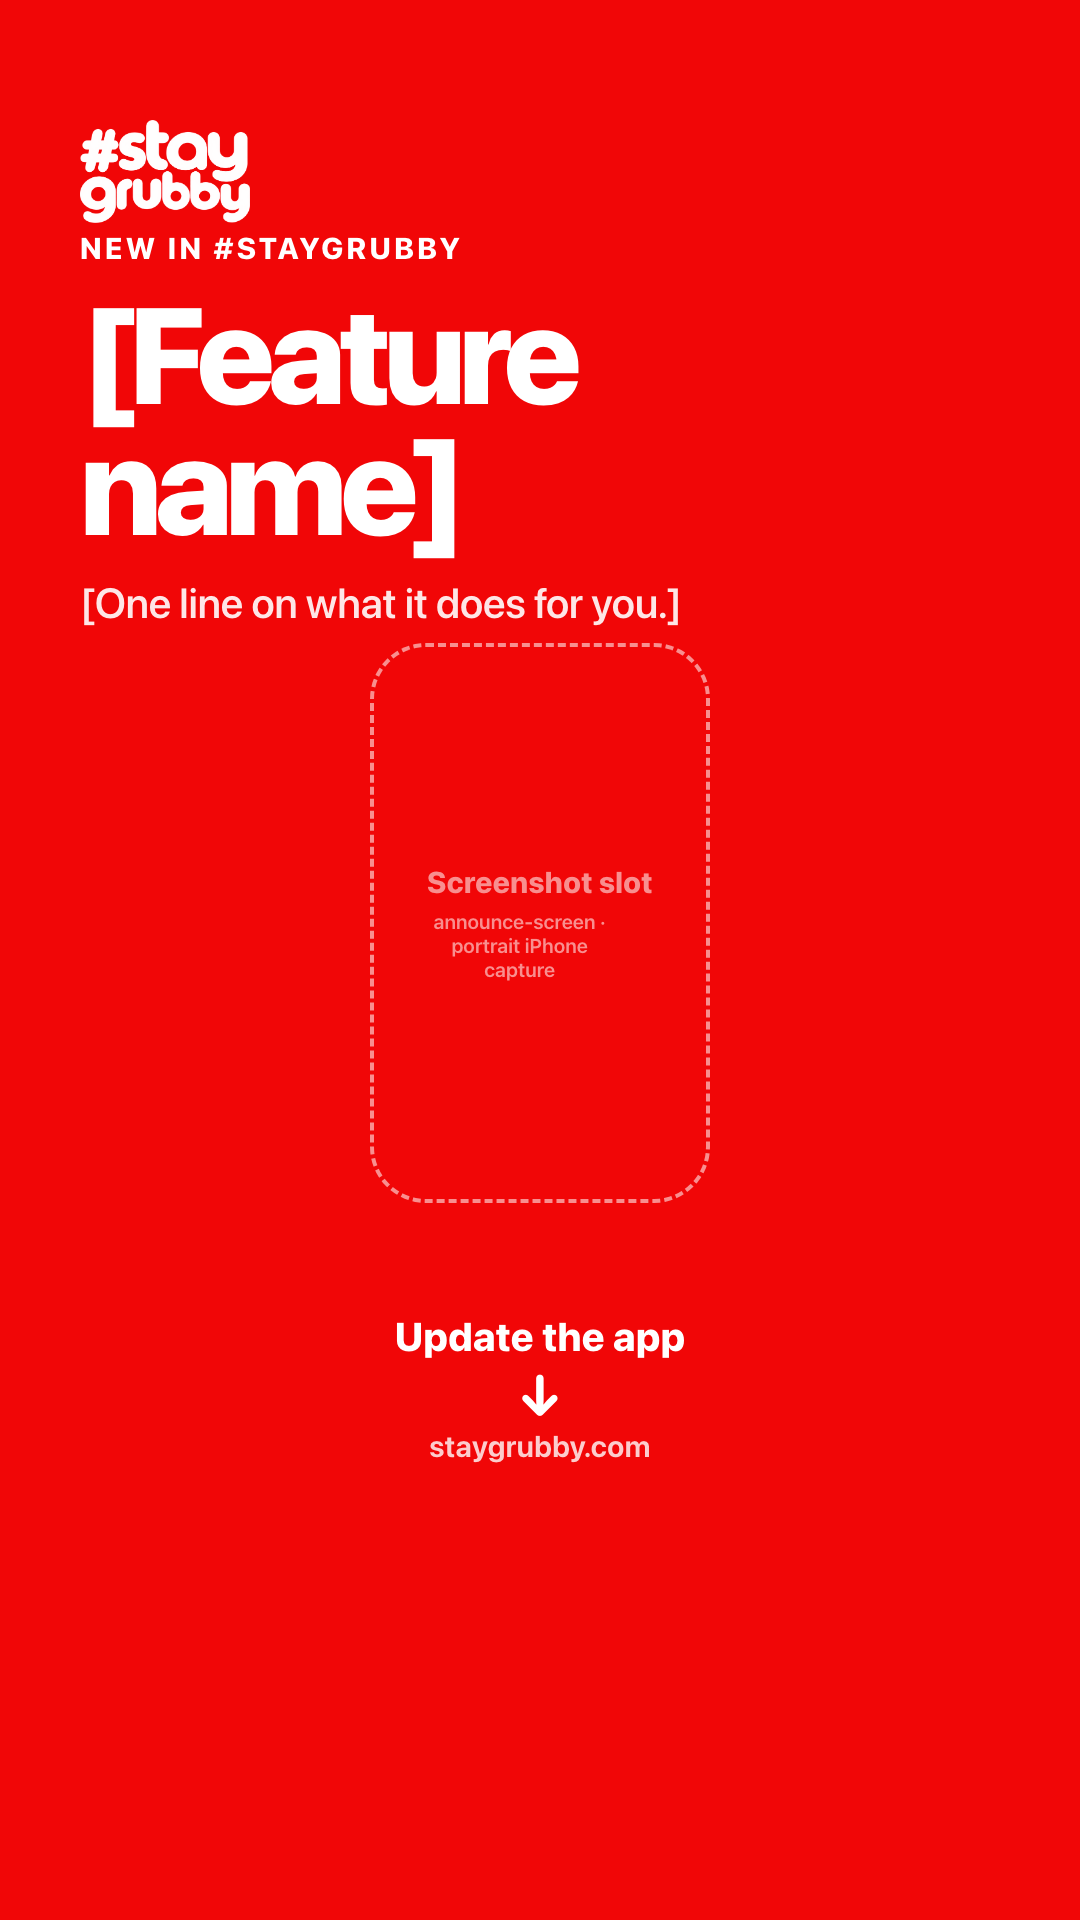 #stay
grubby
NEW IN #STAYGRUBBY
[Feature
name]
[One line on what it does for you.]
Screenshot slot
announce-screen ·
portrait iPhone
capture
Update the app
↓
staygrubby.com